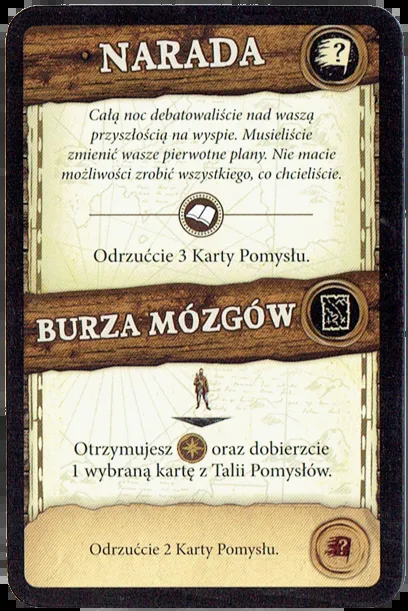 NARADA
?
Całą noc debatowaliście nad waszą
przyszłością na wyspie. Musieliście
zmienić wasze pierwotne plany. Nie macie
możliwości zrobić wszystkiego, co chcieliście.
Odrzućcie 3 Karty Pomysłu.
BURZA MÓZGÓW
Otrzymujesz oraz dobierzcie
1 wybraną kartę z Talii Pomysłów.
Odrzućcie 2 Karty Pomysłu.
?